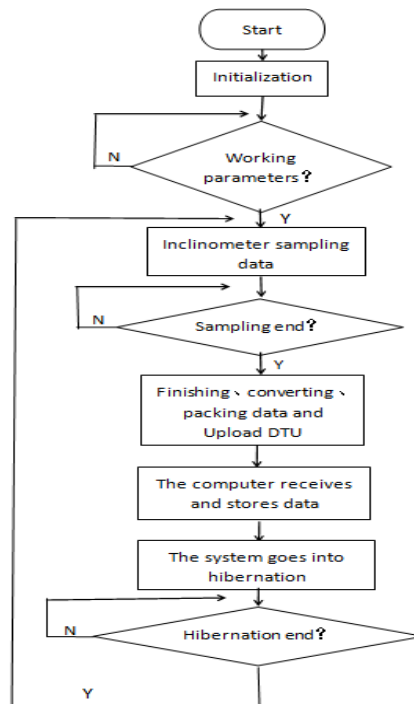 Start
Initialization
N
Working
parameters?
Y
Inclinometer sampling
data
N
Sampling end?
Y
Finishing、converting、
packing data and
Upload DTU
The computer receives
and stores data
The system goes into
hibernation
N
Hibernation end?
Y